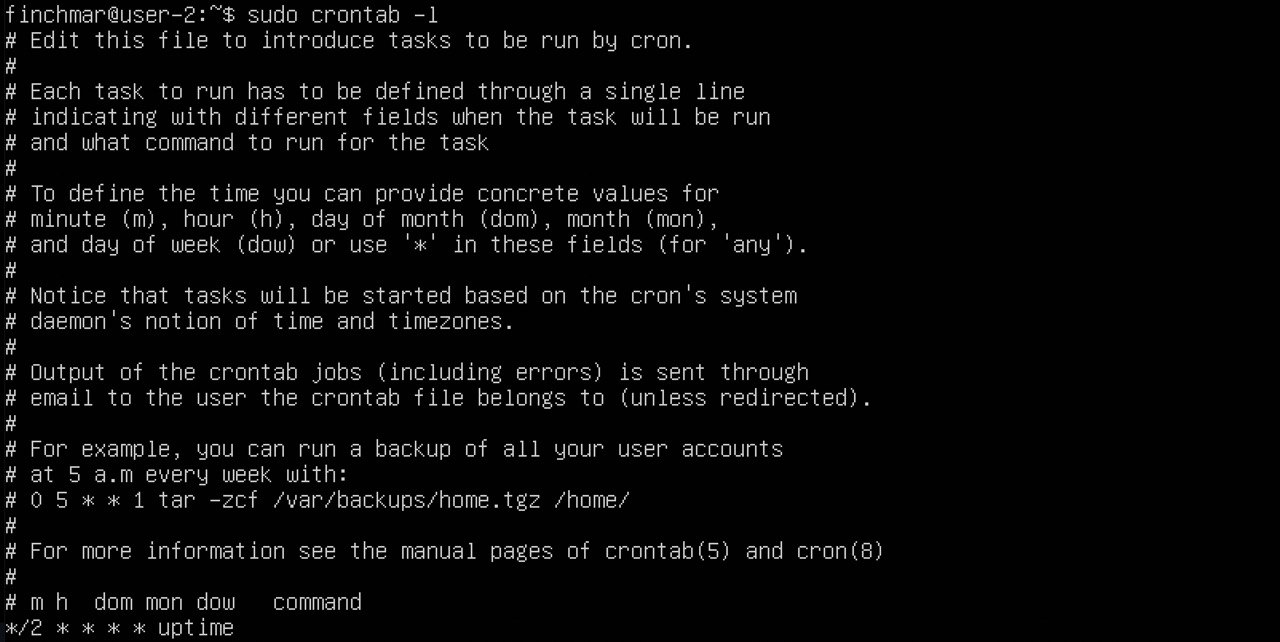 finchmar@user-2:~$ sudo crontab -l
# Edit this file to introduce tasks to be run by cron.
#
# Each task to run has to be defined through a single line
# indicating with different fields when the task will be run
# and what command to run for the task
#
# To define the time you can provide concrete values for
# minute (m), hour (h), day of month (dom), month (mon),
# and day of week (dow) or use '*' in these fields (for 'any').
#
# Notice that tasks will be started based on the cron's system
# daemon's notion of time and timezones.
#
# Output of the crontab jobs (including errors) is sent through
# email to the user the crontab file belongs to (unless redirected).
#
# For example, you can run a backup of all your user accounts
# at 5 a.m every week with:
# 0 5 * * 1 tar -zcf /var/backups/home.tgz /home/
#
# For more information see the manual pages of crontab(5) and cron(8)
#
# m h  dom mon dow   command
*/2 * * * * uptime